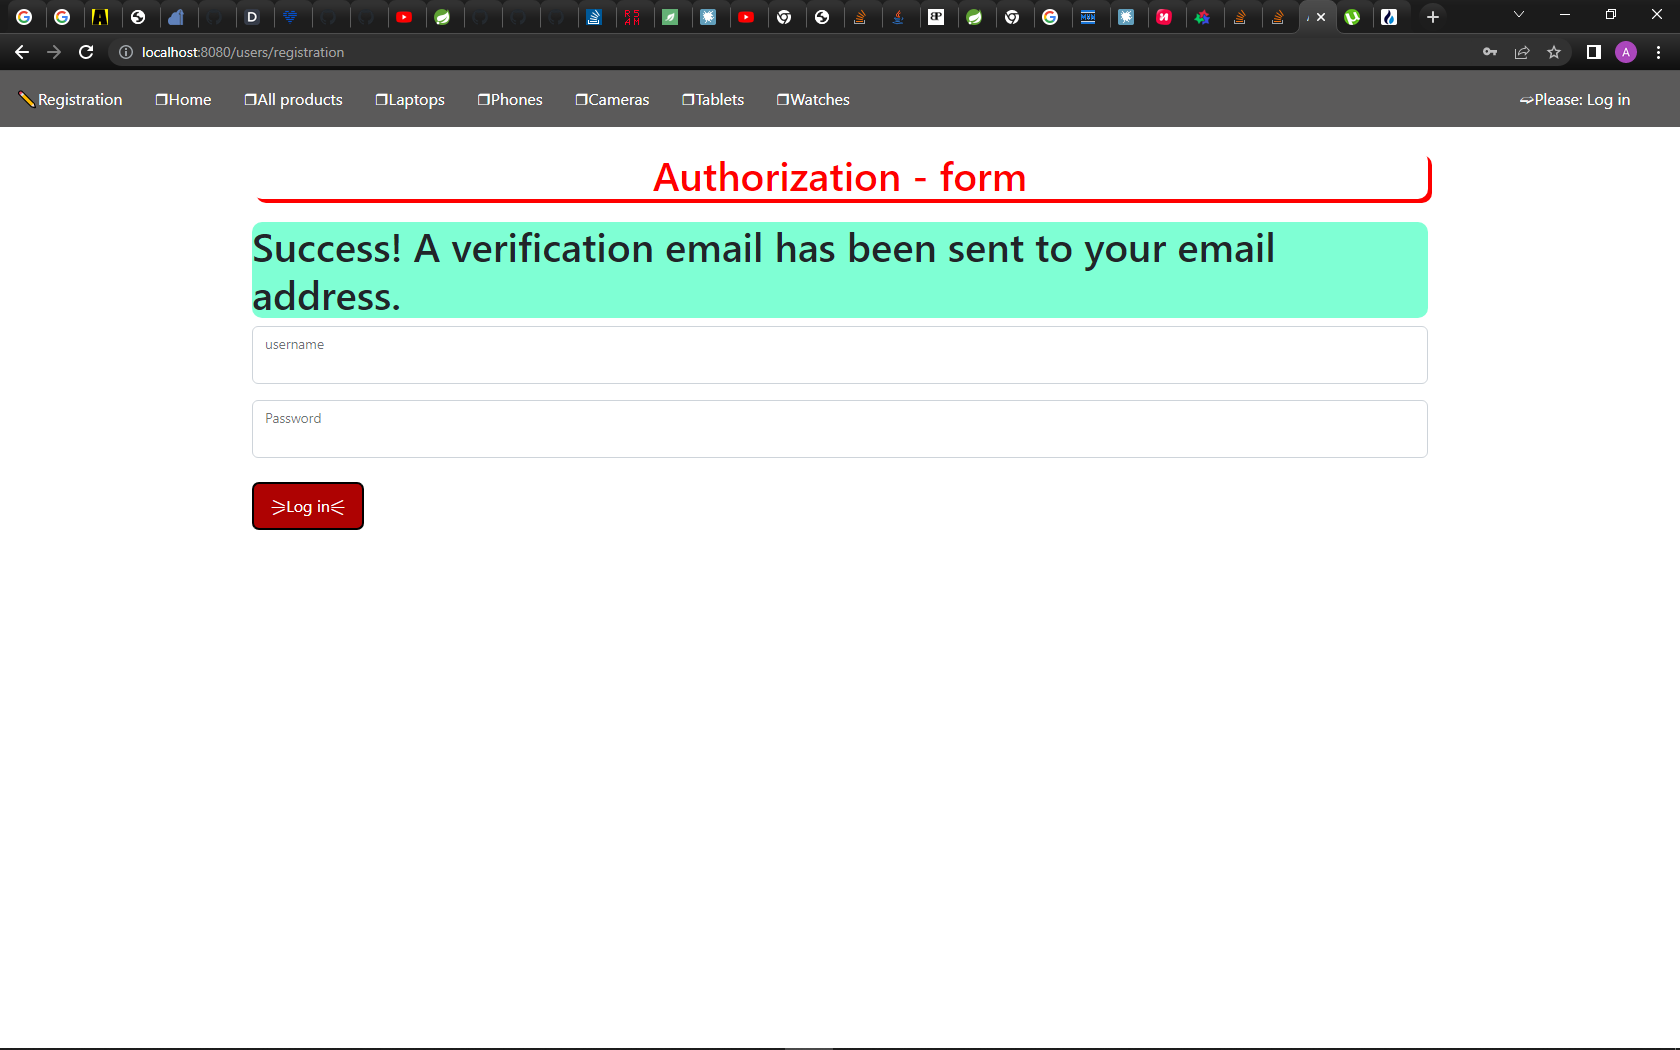 localhost:8080/users/registration
A
✏Registration ❒Home ❒All products ❒Laptops ❒Phones ❒Cameras ❒Tablets ❒Watches ➫Please: Log in
Authorization - form
Success! A verification email has been sent to your email
address.
username
Password
⚞Log in⚟